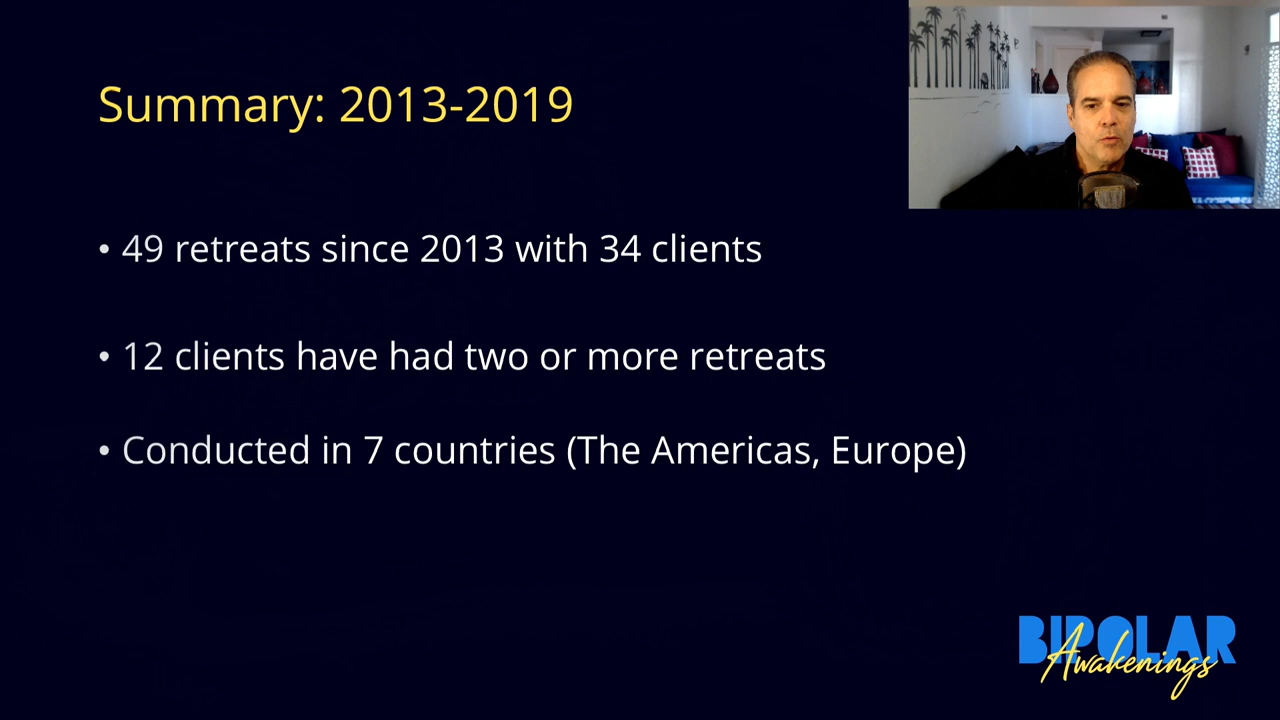 Summary: 2013-2019
• 49 retreats since 2013 with 34 clients
• 12 clients have had two or more retreats
• Conducted in 7 countries (The Americas, Europe)
BIPOLAR
Awakenings